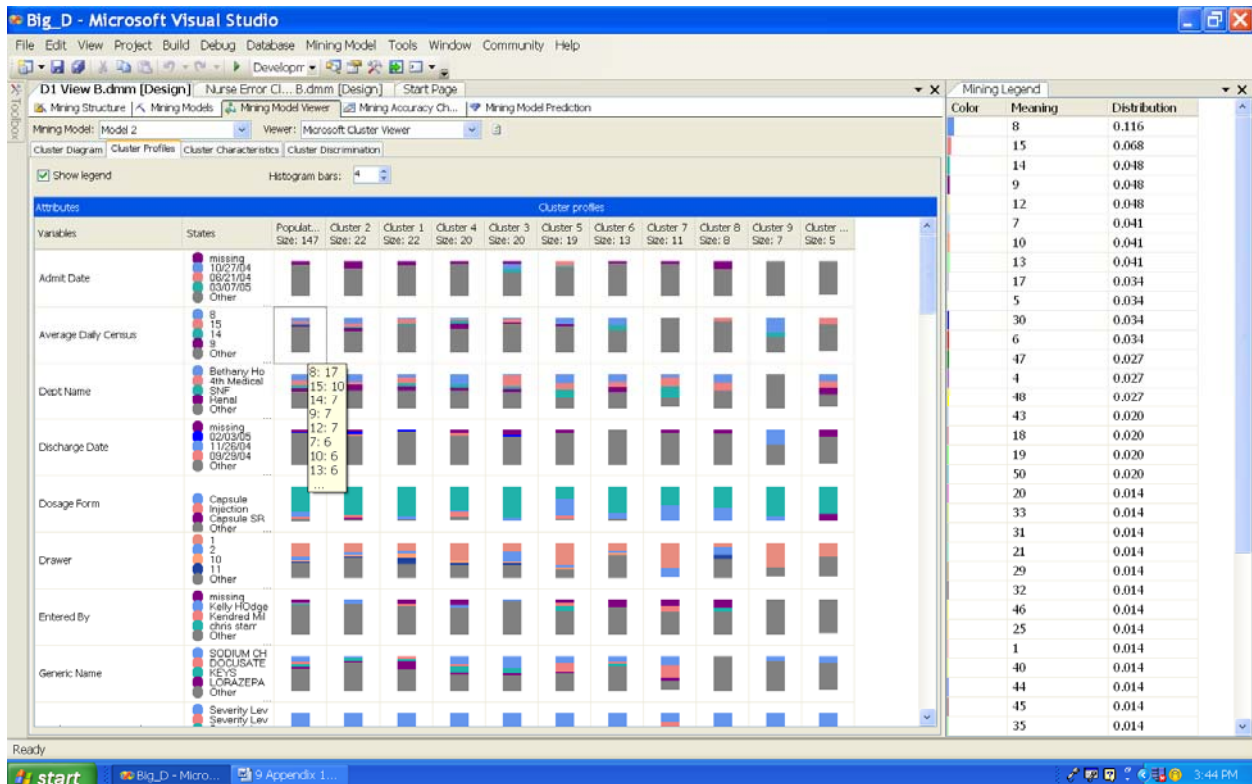 Big_D - Microsoft Visual Studio
File Edit View Project Build Debug Database Mining Model Tools Window Community Help
Developm
D1 View B.dmm [Design] Nurse Error Cl... B.dmm [Design] Start Page
Toolbox
Mining Structure Mining Models Mining Model Viewer Mining Accuracy Ch... Mining Model Prediction
Mining Model: Model 2 Viewer: Microsoft Cluster Viewer
Cluster Diagram Cluster Profiles Cluster Characteristics Cluster Discrimination
Show legend Histogram bars: 4
Attributes Cluster profiles
Variables States Populat... Size: 147 Cluster 2 Size: 22 Cluster 1 Size: 22 Cluster 4 Size: 20 Cluster 3 Size: 20 Cluster 5 Size: 19 Cluster 6 Size: 13 Cluster 7 Size: 11 Cluster 8 Size: 8 Cluster 9 Size: 7 Cluster ... Size: 5
Admit Date
missing
10/27/04
06/21/04
03/07/05
Other
Average Daily Census
8
15
14
9
Other
...
Dept Name
Bethany Ho
4th Medical
SNF
Renal
Other
Discharge Date
missing
02/03/05
11/26/04
09/29/04
Other
...
Dosage Form
Capsule
Injection
Capsule SR
Other
...
Drawer
1
2
10
11
Other
Entered By
missing
Kelly HOdge
Kendred Mil
chris starr
Other
Generic Name
SODIUM CH
DOCUSATE
KEYS
LORAZEPA
Other
Severity Lev
Severity Lev
8: 17
15: 10
14: 7
9: 7
12: 7
7: 6
10: 6
13: 6
...
Mining Legend
Color Meaning Distribution
8 0.116
15 0.068
14 0.048
9 0.048
12 0.048
7 0.041
10 0.041
13 0.041
17 0.034
5 0.034
30 0.034
6 0.034
47 0.027
4 0.027
48 0.027
43 0.020
18 0.020
19 0.020
50 0.020
20 0.014
33 0.014
31 0.014
21 0.014
29 0.014
32 0.014
46 0.014
25 0.014
1 0.014
40 0.014
44 0.014
45 0.014
35 0.014
Ready
start Big_D - Micro... 9 Appendix 1... 3:44 PM